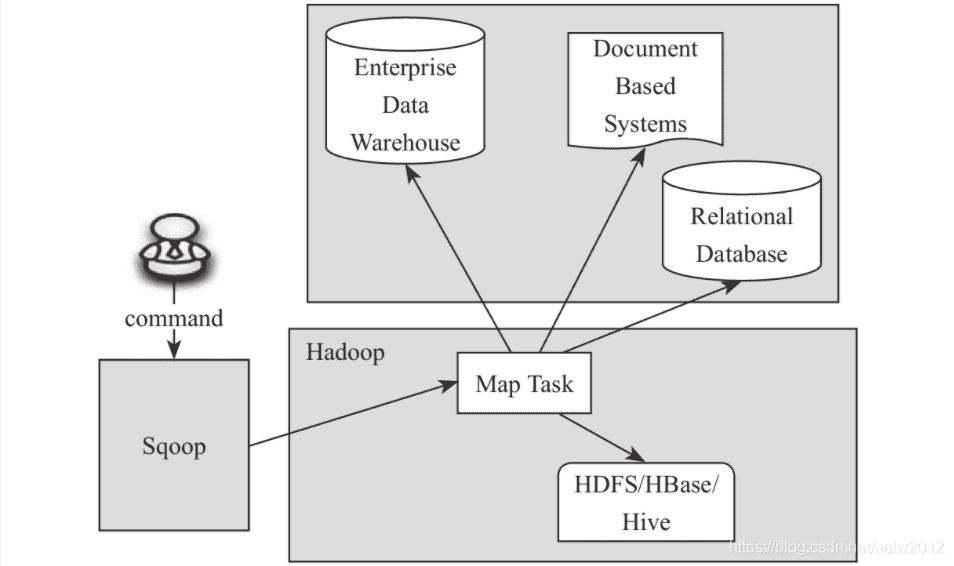 Enterprise
Data
Warehouse
Document
Based
Systems
Relational
Database
command
Hadoop
Map Task
Sqoop
HDFS/HBase/
Hive
https://blog.csdn.net/nalw2012